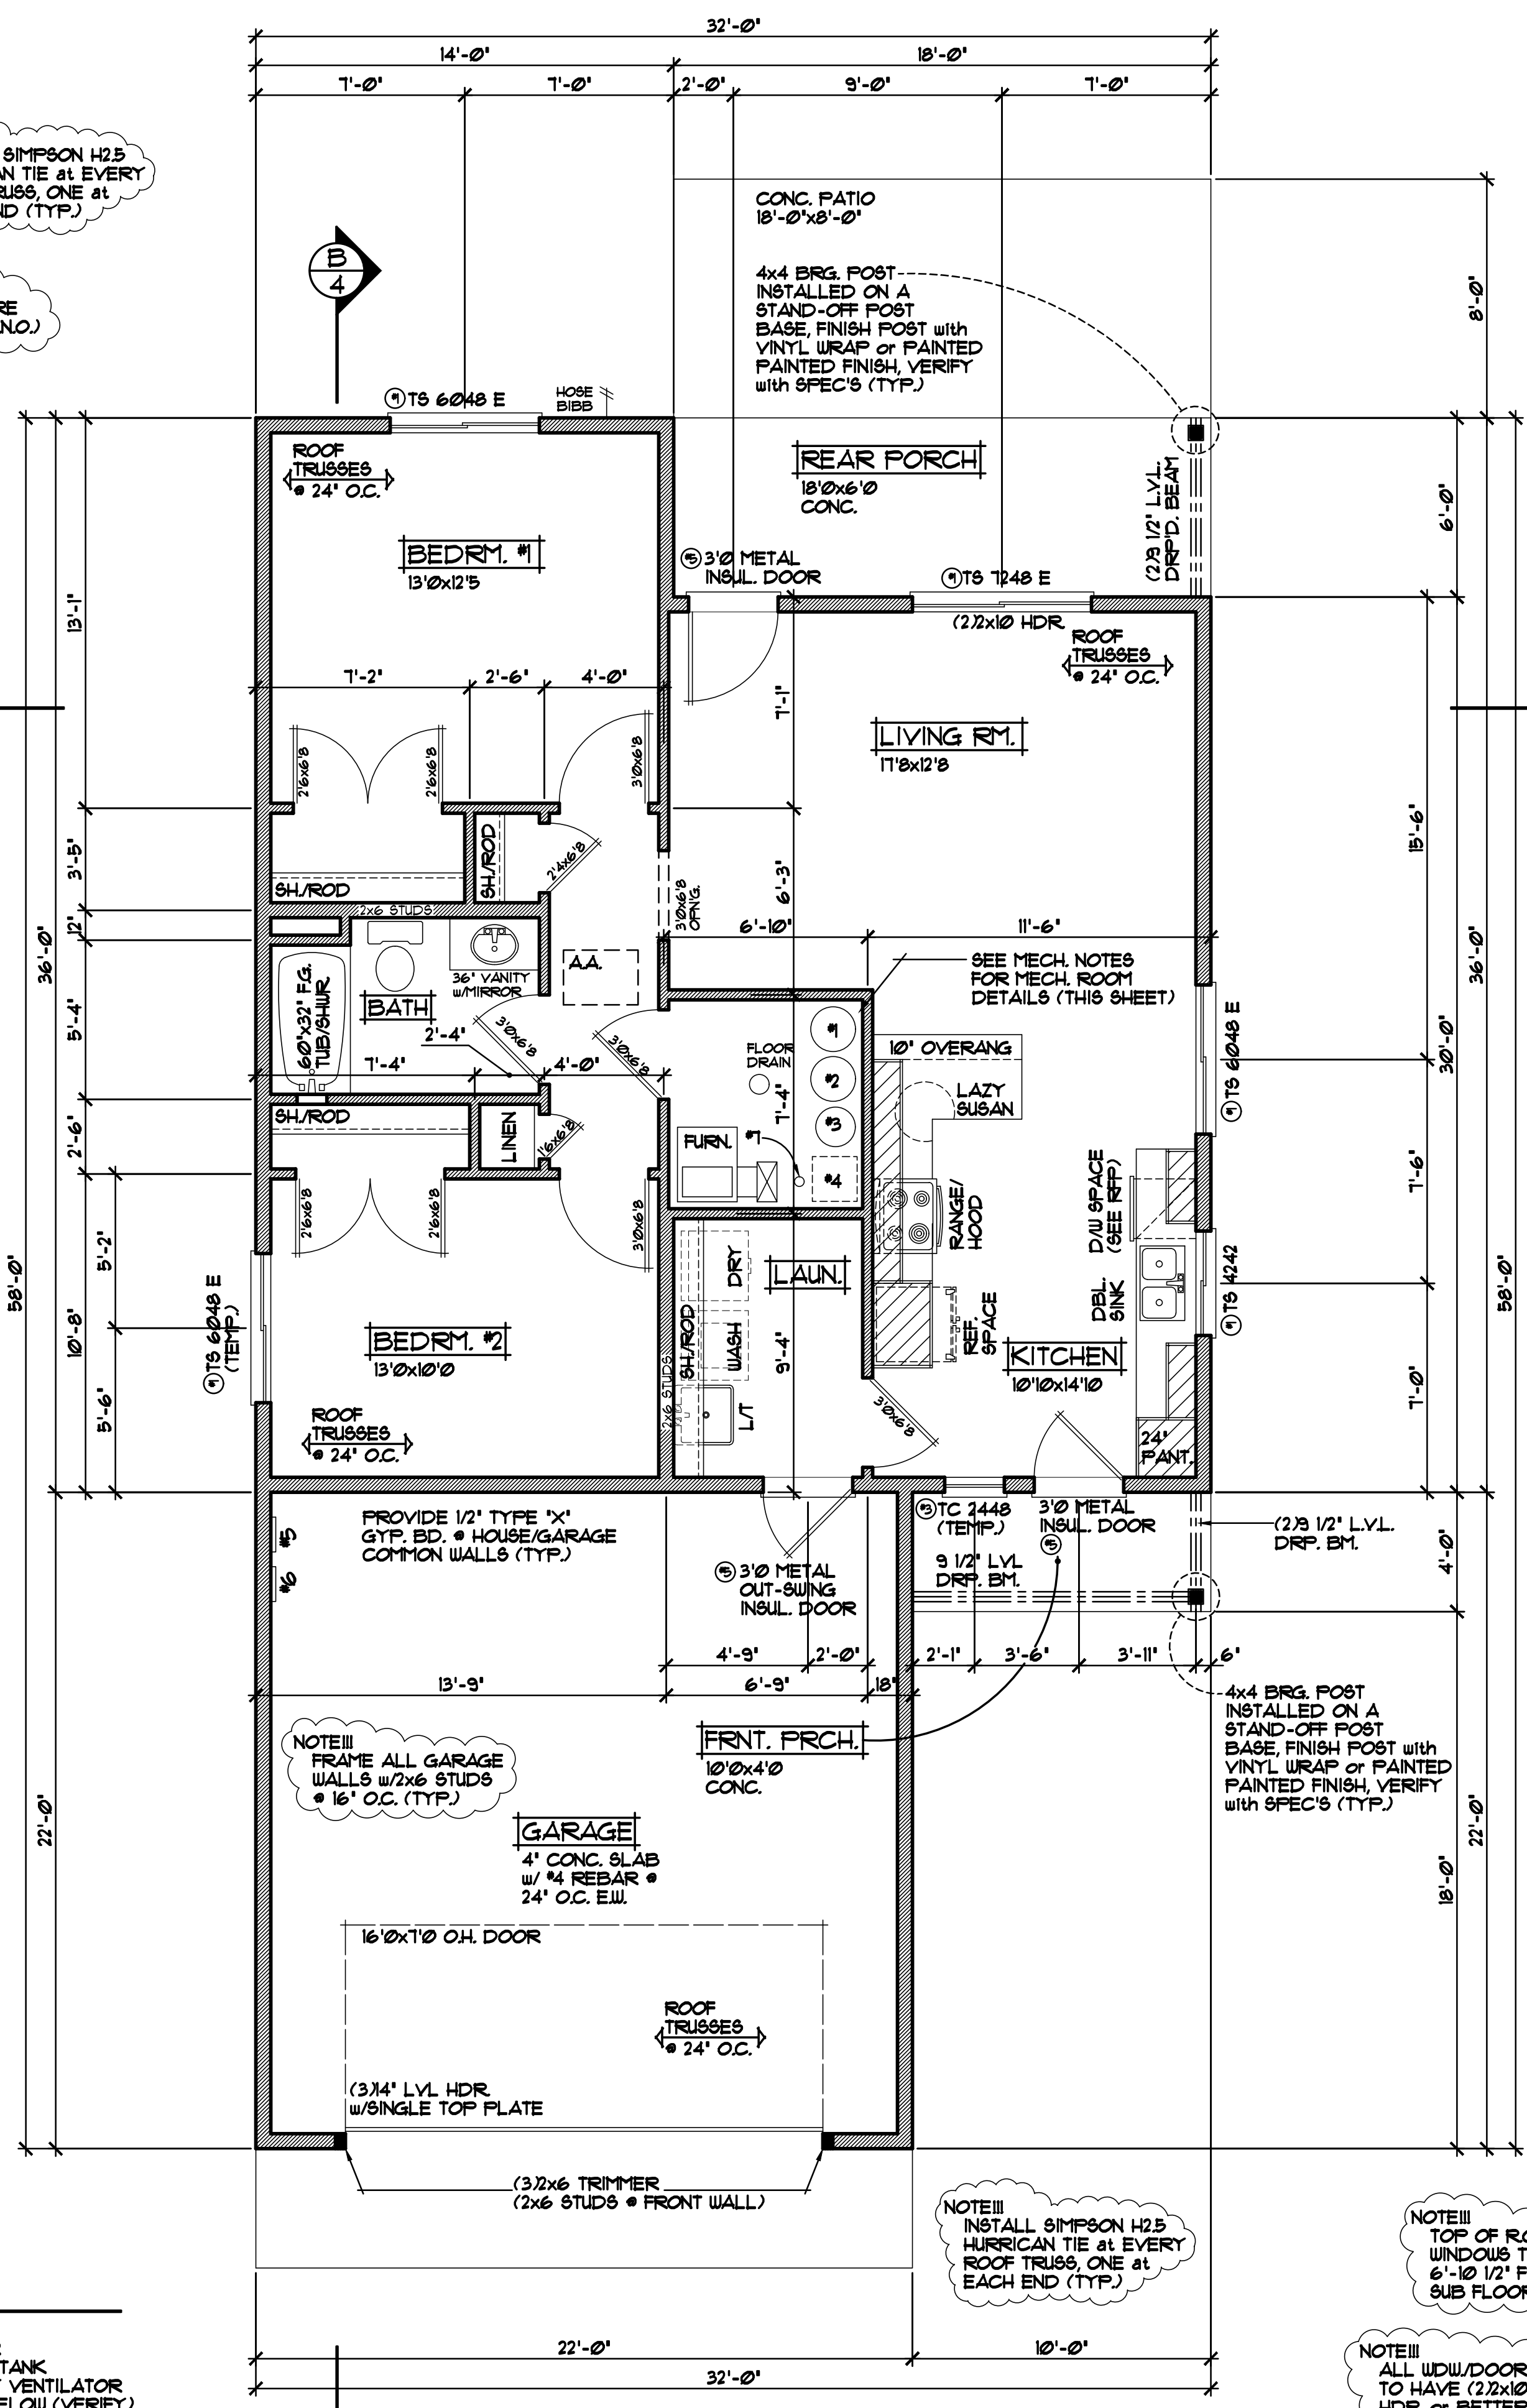 32'-0"
14'-0"
18'-0"
7'-0"
7'-0"
2'-0"
9'-0"
7'-0"
SIMPSON H2.5
TIE at EVERY
ONE at
(TYP.)
CONC. PATIO
18'-0"x8'-0"
B
4
4x4 BRG. POST
INSTALLED ON A
STAND-OFF POST
BASE, FINISH POST with
VINYL WRAP or PAINTED
PAINTED FINISH, VERIFY
with SPEC'S (TYP.)
8'-0"
#1 TS 6048 E
HOSE
BIBB
ROOF
TRUSSES
@ 24" O.C.
REAR PORCH
18'0x6'0
CONC.
(2)9 1/2" L.V.L.
DRP'D. BEAM
6'-0"
BEDRM. #1
13'0x12'5
#5 3'0 METAL
INSUL. DOOR
#1 TS 7248 E
(2)2x10 HDR.
ROOF
TRUSSES
@ 24" O.C.
13'-1"
7'-2"
2'-6"
4'-0"
7'-1"
LIVING RM.
17'8x12'8
2'6x6'8
2'6x6'8
3'0x6'8
15'-6"
3'-5"
SH./ROD
SH./ROD
2'4x6'8
6'-3"
3'0x6'8
OPN'G.
2x6 STUDS
12"
6'-10"
11'-6"
36'-0"
36'-0"
30'-0"
A.A.
SEE MECH. NOTES
FOR MECH. ROOM
DETAILS (THIS SHEET)
36" VANITY
w/MIRROR
BATH
60"x32" F.G.
TUB/SHWR
5'-4"
2'-4"
3'0x6'8
3'0x6'8
7'-4"
4'-0"
FLOOR
DRAIN
#1
#2
#3
#4
7'-4"
FURN.
#7
10" OVERANG
LAZY
SUSAN
#1 TS 6048 E
2'-6"
SH./ROD
LINEN
1'6x6'8
2'6x6'8
2'6x6'8
3'0x6'8
RANGE/
HOOD
D/W SPACE
(SEE RFP)
7'-6"
5'-2"
58'-0"
58'-0"
10'-8"
#1 TS 6048 E
(TEMP.)
BEDRM. #2
13'0x10'0
LAUN.
DRY
WASH
SH./ROD
2x6 STUDS
L/T
9'-4"
REF.
SPACE
DBL.
SINK
#1 TS 4242
KITCHEN
10'10x14'10
3'0x6'8
7'-0"
5'-6"
ROOF
TRUSSES
@ 24" O.C.
24"
PANT.
PROVIDE 1/2" TYPE "X"
GYP. BD. @ HOUSE/GARAGE
COMMON WALLS (TYP.)
#5
#6
#5 3'0 METAL
OUT-SWING
INSUL. DOOR
#3 TC 2448
(TEMP.)
3'0 METAL
INSUL. DOOR
#5
9 1/2" LVL
DRP. BM.
(2)9 1/2" L.V.L.
DRP. BM.
4'-0"
4'-9"
2'-0"
2'-1"
3'-6"
3'-11"
6"
13'-9"
6'-9"
18"
4x4 BRG. POST
INSTALLED ON A
STAND-OFF POST
BASE, FINISH POST with
VINYL WRAP or PAINTED
PAINTED FINISH, VERIFY
with SPEC'S (TYP.)
NOTE!!!
FRAME ALL GARAGE
WALLS w/2x6 STUDS
@ 16" O.C. (TYP.)
FRNT. PRCH.
10'0x4'0
CONC.
22'-0"
22'-0"
18'-0"
GARAGE
4" CONC. SLAB
w/ #4 REBAR @
24" O.C. E.W.
16'0x7'0 O.H. DOOR
ROOF
TRUSSES
@ 24" O.C.
(3)14" LVL HDR.
w/SINGLE TOP PLATE
(3)2x6 TRIMMER
(2x6 STUDS @ FRONT WALL)
NOTE!!!
INSTALL SIMPSON H2.5
HURRICAN TIE at EVERY
ROOF TRUSS, ONE at
EACH END (TYP.)
NOTE!!!
TOP OF R.O.
WINDOWS
6'-10 1/2"
SUB FLOOR
22'-0"
10'-0"
32'-0"
TANK
VENTILATOR
(VERIFY)
NOTE!!!
ALL WDW./DOOR
TO HAVE (2)2x10
HDR. or BETTER